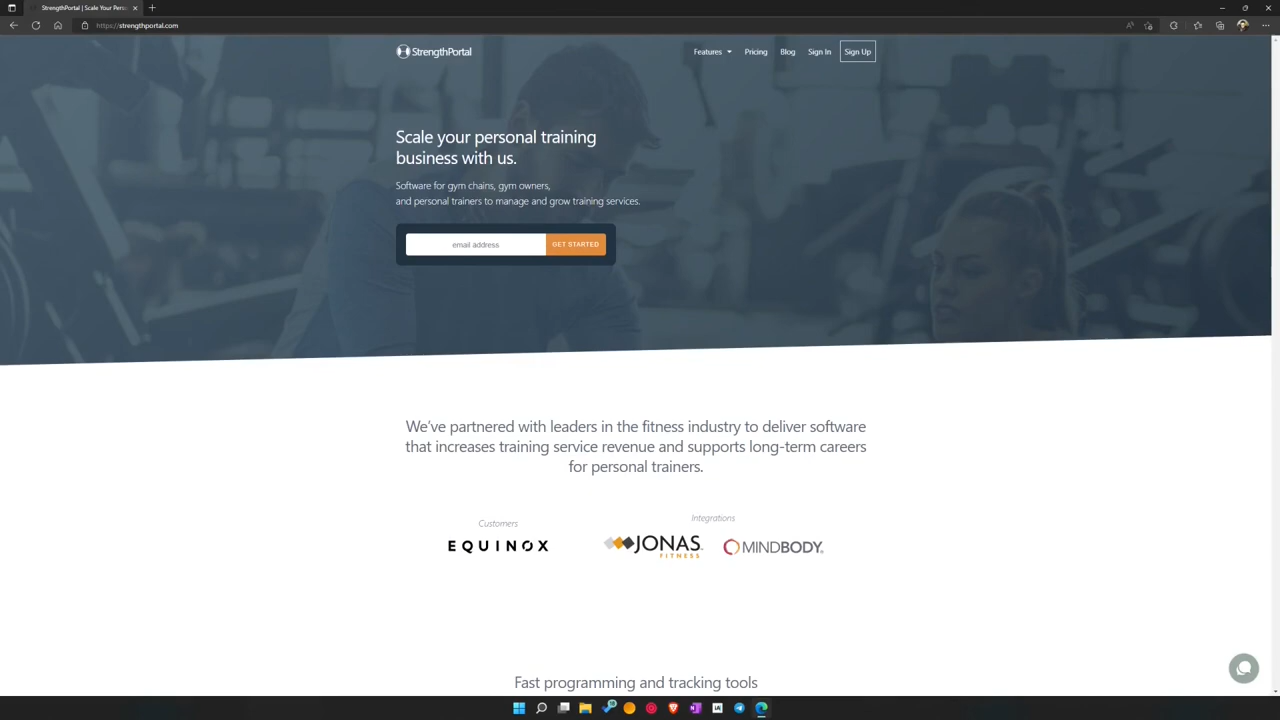 StrengthPortal | Scale Your Perso
https://strengthportal.com
StrengthPortal
Features
Pricing
Blog
Sign In
Sign Up
Scale your personal training
business with us.
Software for gym chains, gym owners,
and personal trainers to manage and grow training services.
email address
GET STARTED
We've partnered with leaders in the fitness industry to deliver software
that increases training service revenue and supports long-term careers
for personal trainers.
Customers
Integrations
EQUINOX
JONAS
FITNESS
MINDBODY
Fast programming and tracking tools